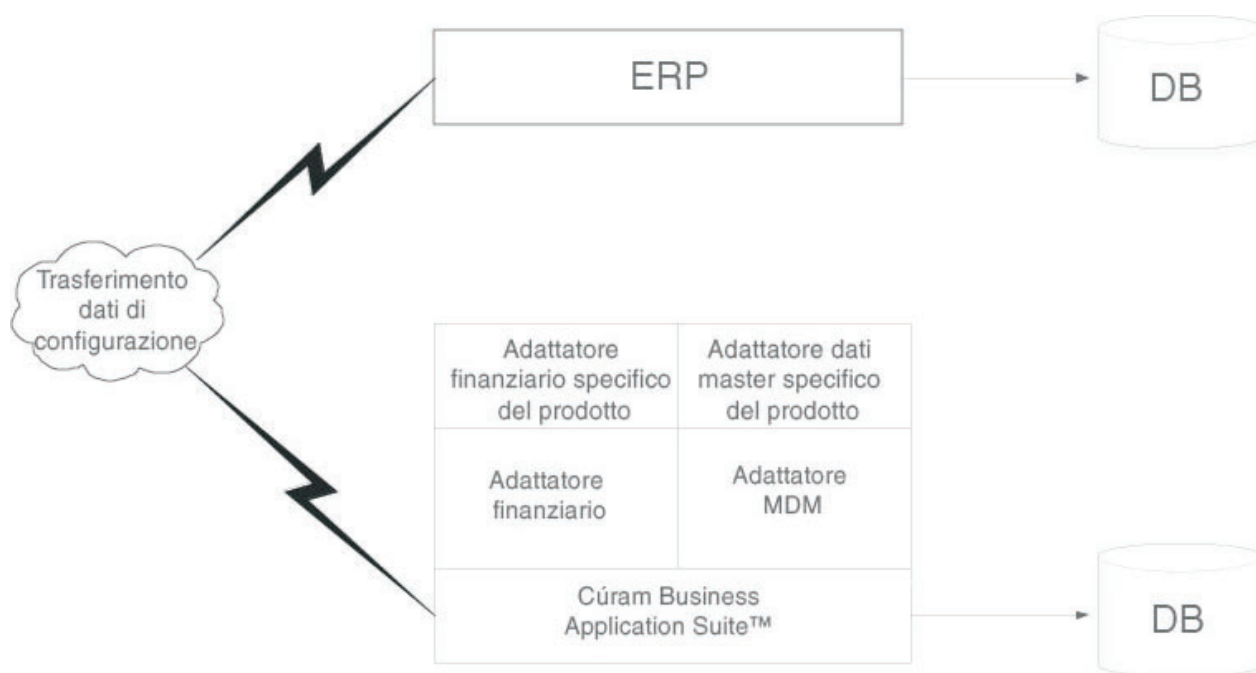 ERP
DB
Trasferimento
dati di
configurazione
Adattatore
finanziario specifico
del prodotto
Adattatore dati
master specifico
del prodotto
Adattatore
finanziario
Adattatore
MDM
Cúram Business
Application Suite™
DB